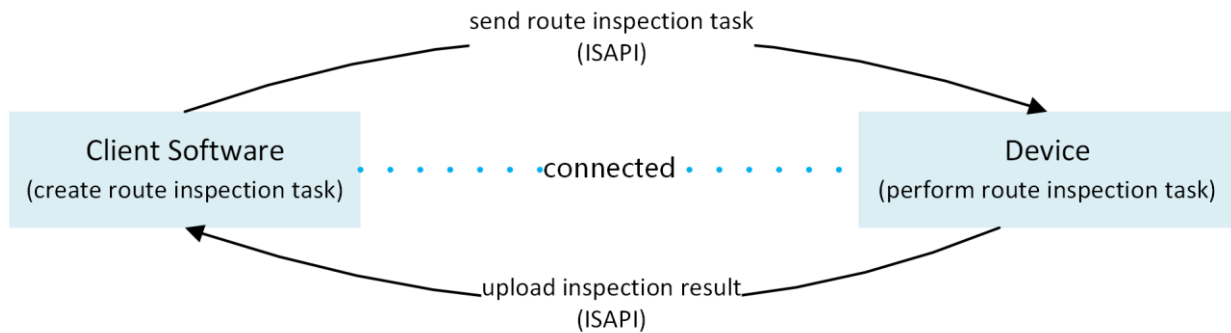 send route inspection task
(ISAPI)
Client Software
(create route inspection task)
connected
Device
(perform route inspection task)
upload inspection result
(ISAPI)